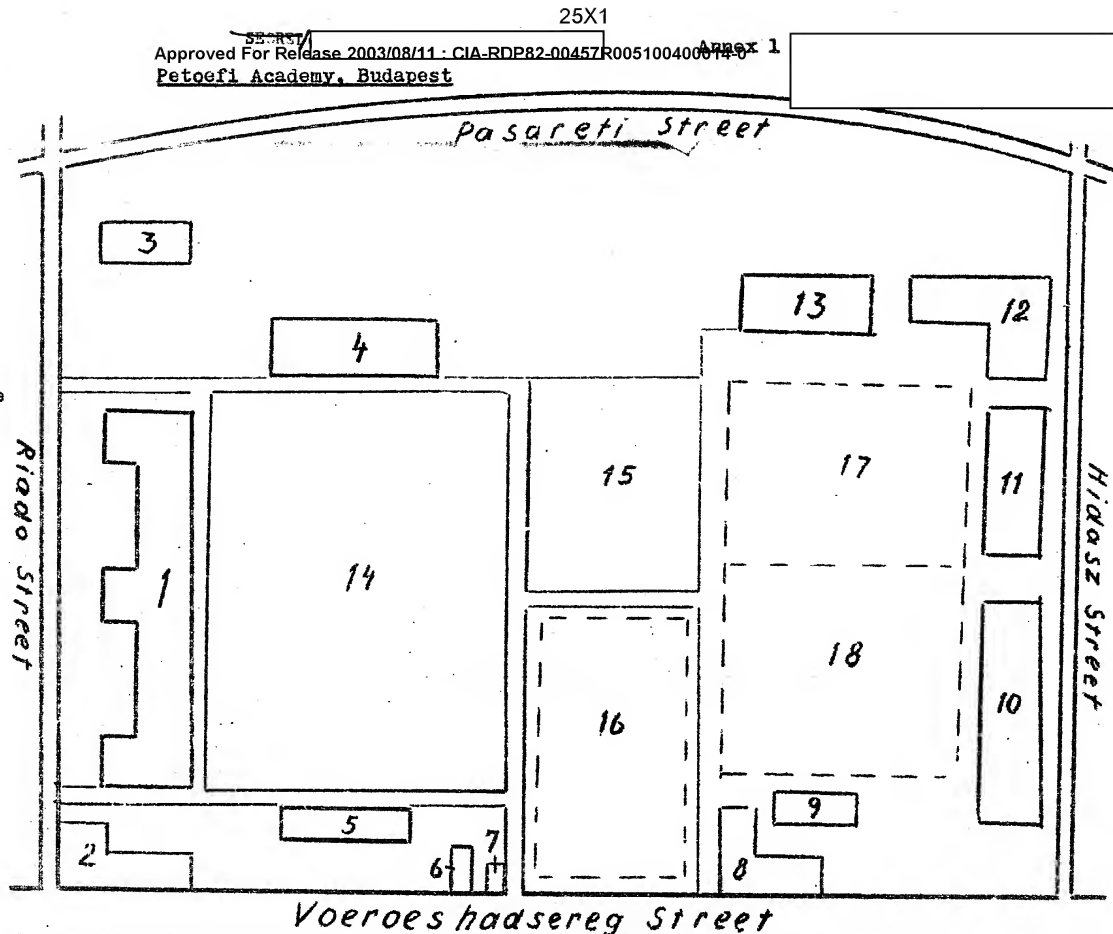 25X1
SECRET/
Approved For Release 2003/08/11 : CIA-RDP82-00457R005100400014-0
Annex 1
Petoefi Academy, Budapest
Pasareti Street
3
4
13
12
Riado Street
1
14
15
17
11
Hidasz Street
16
18
10
2
5
6
7
8
9
Voeroeshadsereg Street